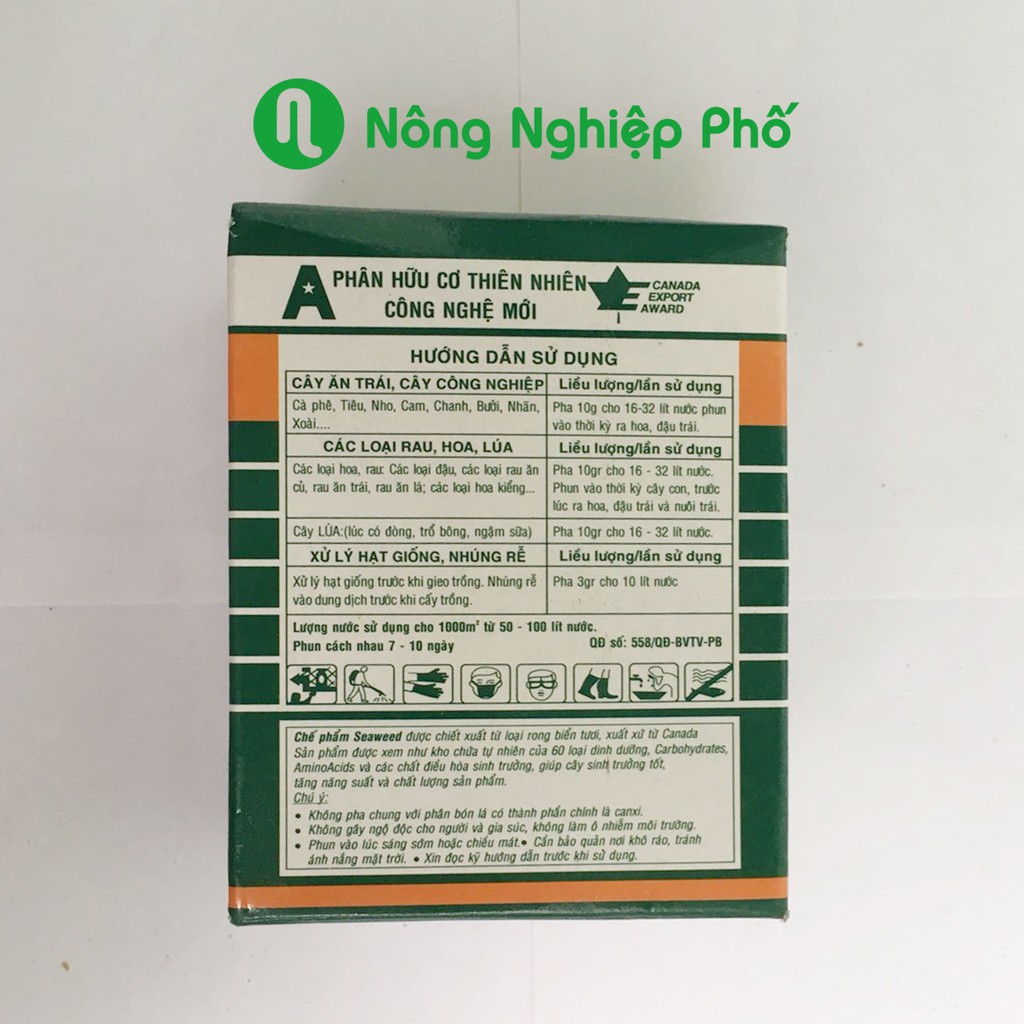 Nông Nghiệp Phố
A PHÂN HỮU CƠ THIÊN NHIÊN
CÔNG NGHỆ MỚI
CANADA
EXPORT
AWARD
HƯỚNG DẪN SỬ DỤNG
CÂY ĂN TRÁI, CÂY CÔNG NGHIỆP
Liều lượng/lần sử dụng
Cà phê, Tiêu, Nho, Cam, Chanh, Bưởi, Nhãn,
Xoài....
Pha 10g cho 16-32 lít nước phun
vào thời kỳ ra hoa, đậu trái.
CÁC LOẠI RAU, HOA, LÚA
Liều lượng/lần sử dụng
Các loại hoa, rau: Các loại đậu, các loại rau ăn
củ, rau ăn trái, rau ăn lá; các loại hoa kiểng...
Pha 10gr cho 16 - 32 lít nước.
Phun vào thời kỳ cây con, trước
lúc ra hoa, đậu trái và nuôi trái.
Cây LÚA:(lúc có đòng, trổ bông, ngậm sữa)
Pha 10gr cho 16 - 32 lít nước.
XỬ LÝ HẠT GIỐNG, NHÚNG RỄ
Liều lượng/lần sử dụng
Xử lý hạt giống trước khi gieo trồng. Nhúng rễ
vào dung dịch trước khi cấy trồng.
Pha 3gr cho 10 lít nước
Lượng nước sử dụng cho 1000m² từ 50 - 100 lít nước.
Phun cách nhau 7 - 10 ngày
QĐ số: 558/QĐ-BVTV-PB
Chế phẩm Seaweed được chiết xuất từ loại rong biển tươi, xuất xứ từ Canada
Sản phẩm được xem như kho chứa tự nhiên của 60 loại dinh dưỡng, Carbohydrates,
AminoAcids và các chất điều hòa sinh trưởng, giúp cây sinh trưởng tốt,
tăng năng suất và chất lượng sản phẩm.
Chú ý:
• Không pha chung với phân bón lá có thành phần chính là canxi.
• Không gây ngộ độc cho người và gia súc, không làm ô nhiễm môi trường.
• Phun vào lúc sáng sớm hoặc chiều mát.• Cần bảo quản nơi khô ráo, tránh
ánh nắng mặt trời. • Xin đọc kỹ hướng dẫn trước khi sử dụng.